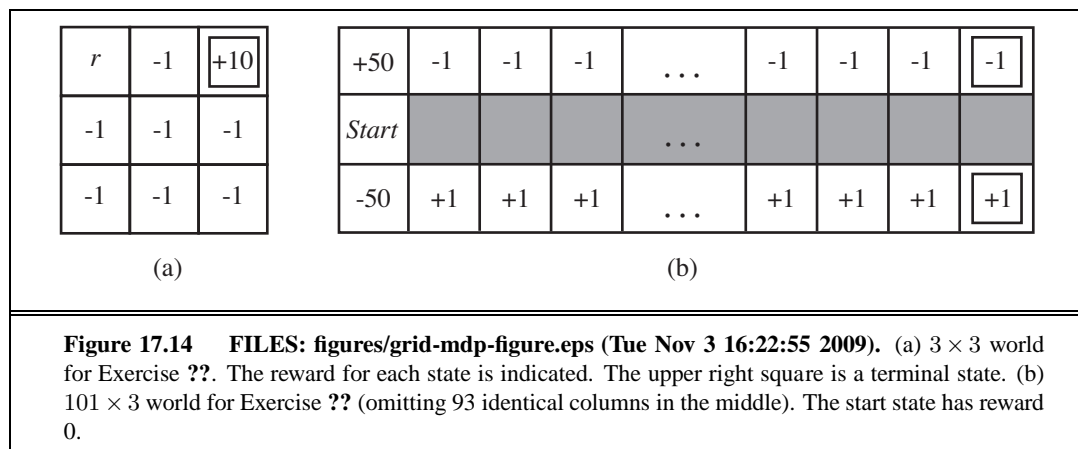 r -1 +10 +50 -1 -1 -1 ... -1 -1 -1 -1
-1 -1 -1 Start ...
-1 -1 -1 -50 +1 +1 +1 ... +1 +1 +1 +1
(a) (b)
Figure 17.14 FILES: figures/grid-mdp-figure.eps (Tue Nov 3 16:22:55 2009). (a) 3 × 3 world
for Exercise ??. The reward for each state is indicated. The upper right square is a terminal state. (b)
101 × 3 world for Exercise ?? (omitting 93 identical columns in the middle). The start state has reward
0.